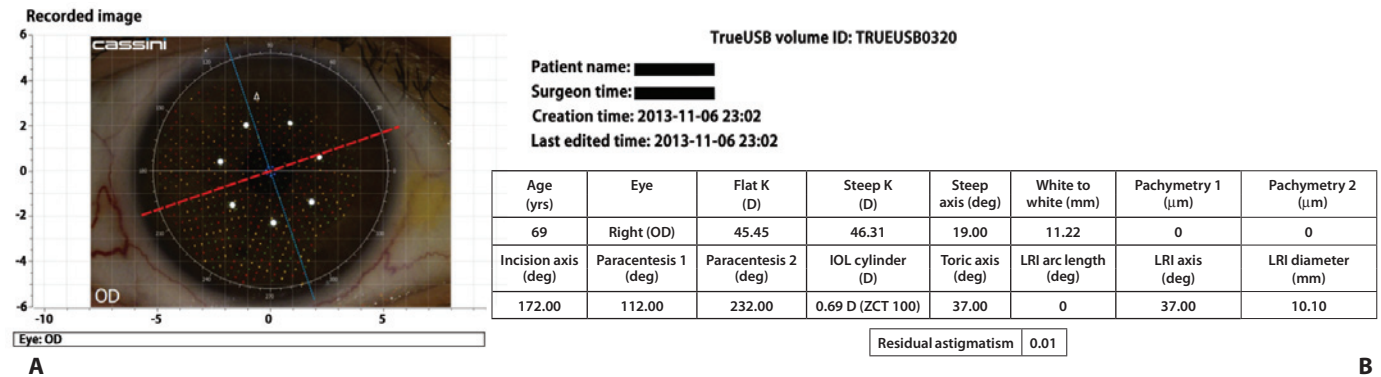 Recorded image
cassini
6
4
2
0
-2
-4
-6
-10
-5
0
5
OD
Eye: OD
A
TrueUSB volume ID: TRUEUSB0320
Patient name:
Surgeon time:
Creation time: 2013-11-06 23:02
Last edited time: 2013-11-06 23:02
Age (yrs) Eye Flat K (D) Steep K (D) Steep axis (deg) White to white (mm) Pachymetry 1 (μm) Pachymetry 2 (μm)
69 Right (OD) 45.45 46.31 19.00 11.22 0 0
Incision axis (deg) Paracentesis 1 (deg) Paracentesis 2 (deg) IOL cylinder (D) Toric axis (deg) LRI arc length (deg) LRI axis (deg) LRI diameter (mm)
172.00 112.00 232.00 0.69 D (ZCT 100) 37.00 0 37.00 10.10
Residual astigmatism 0.01
B